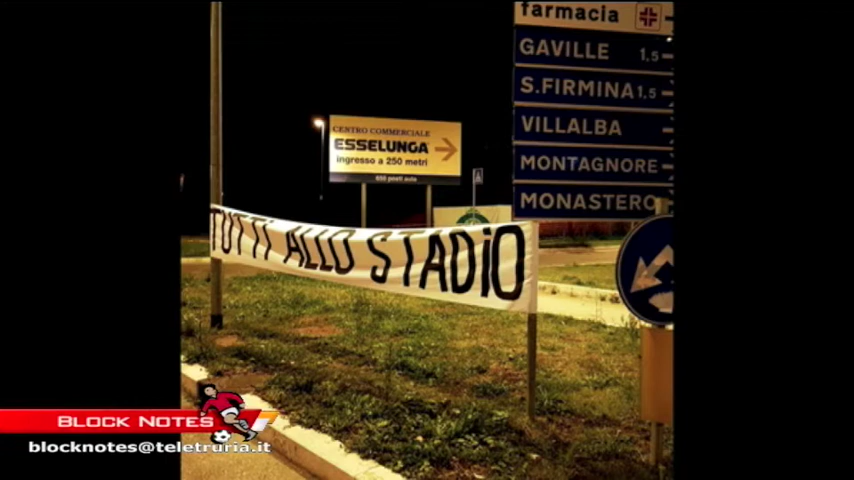 farmacia
GAVILLE 1,5
S.FIRMINA 1,5
VILLALBA
MONTAGNORE
MONASTERO
CENTRO COMMERCIALE
ESSELUNGA
ingresso a 250 metri
TUTTI ALLO STADIO
BLOCK NOTES
blocknotes@teletruria.it